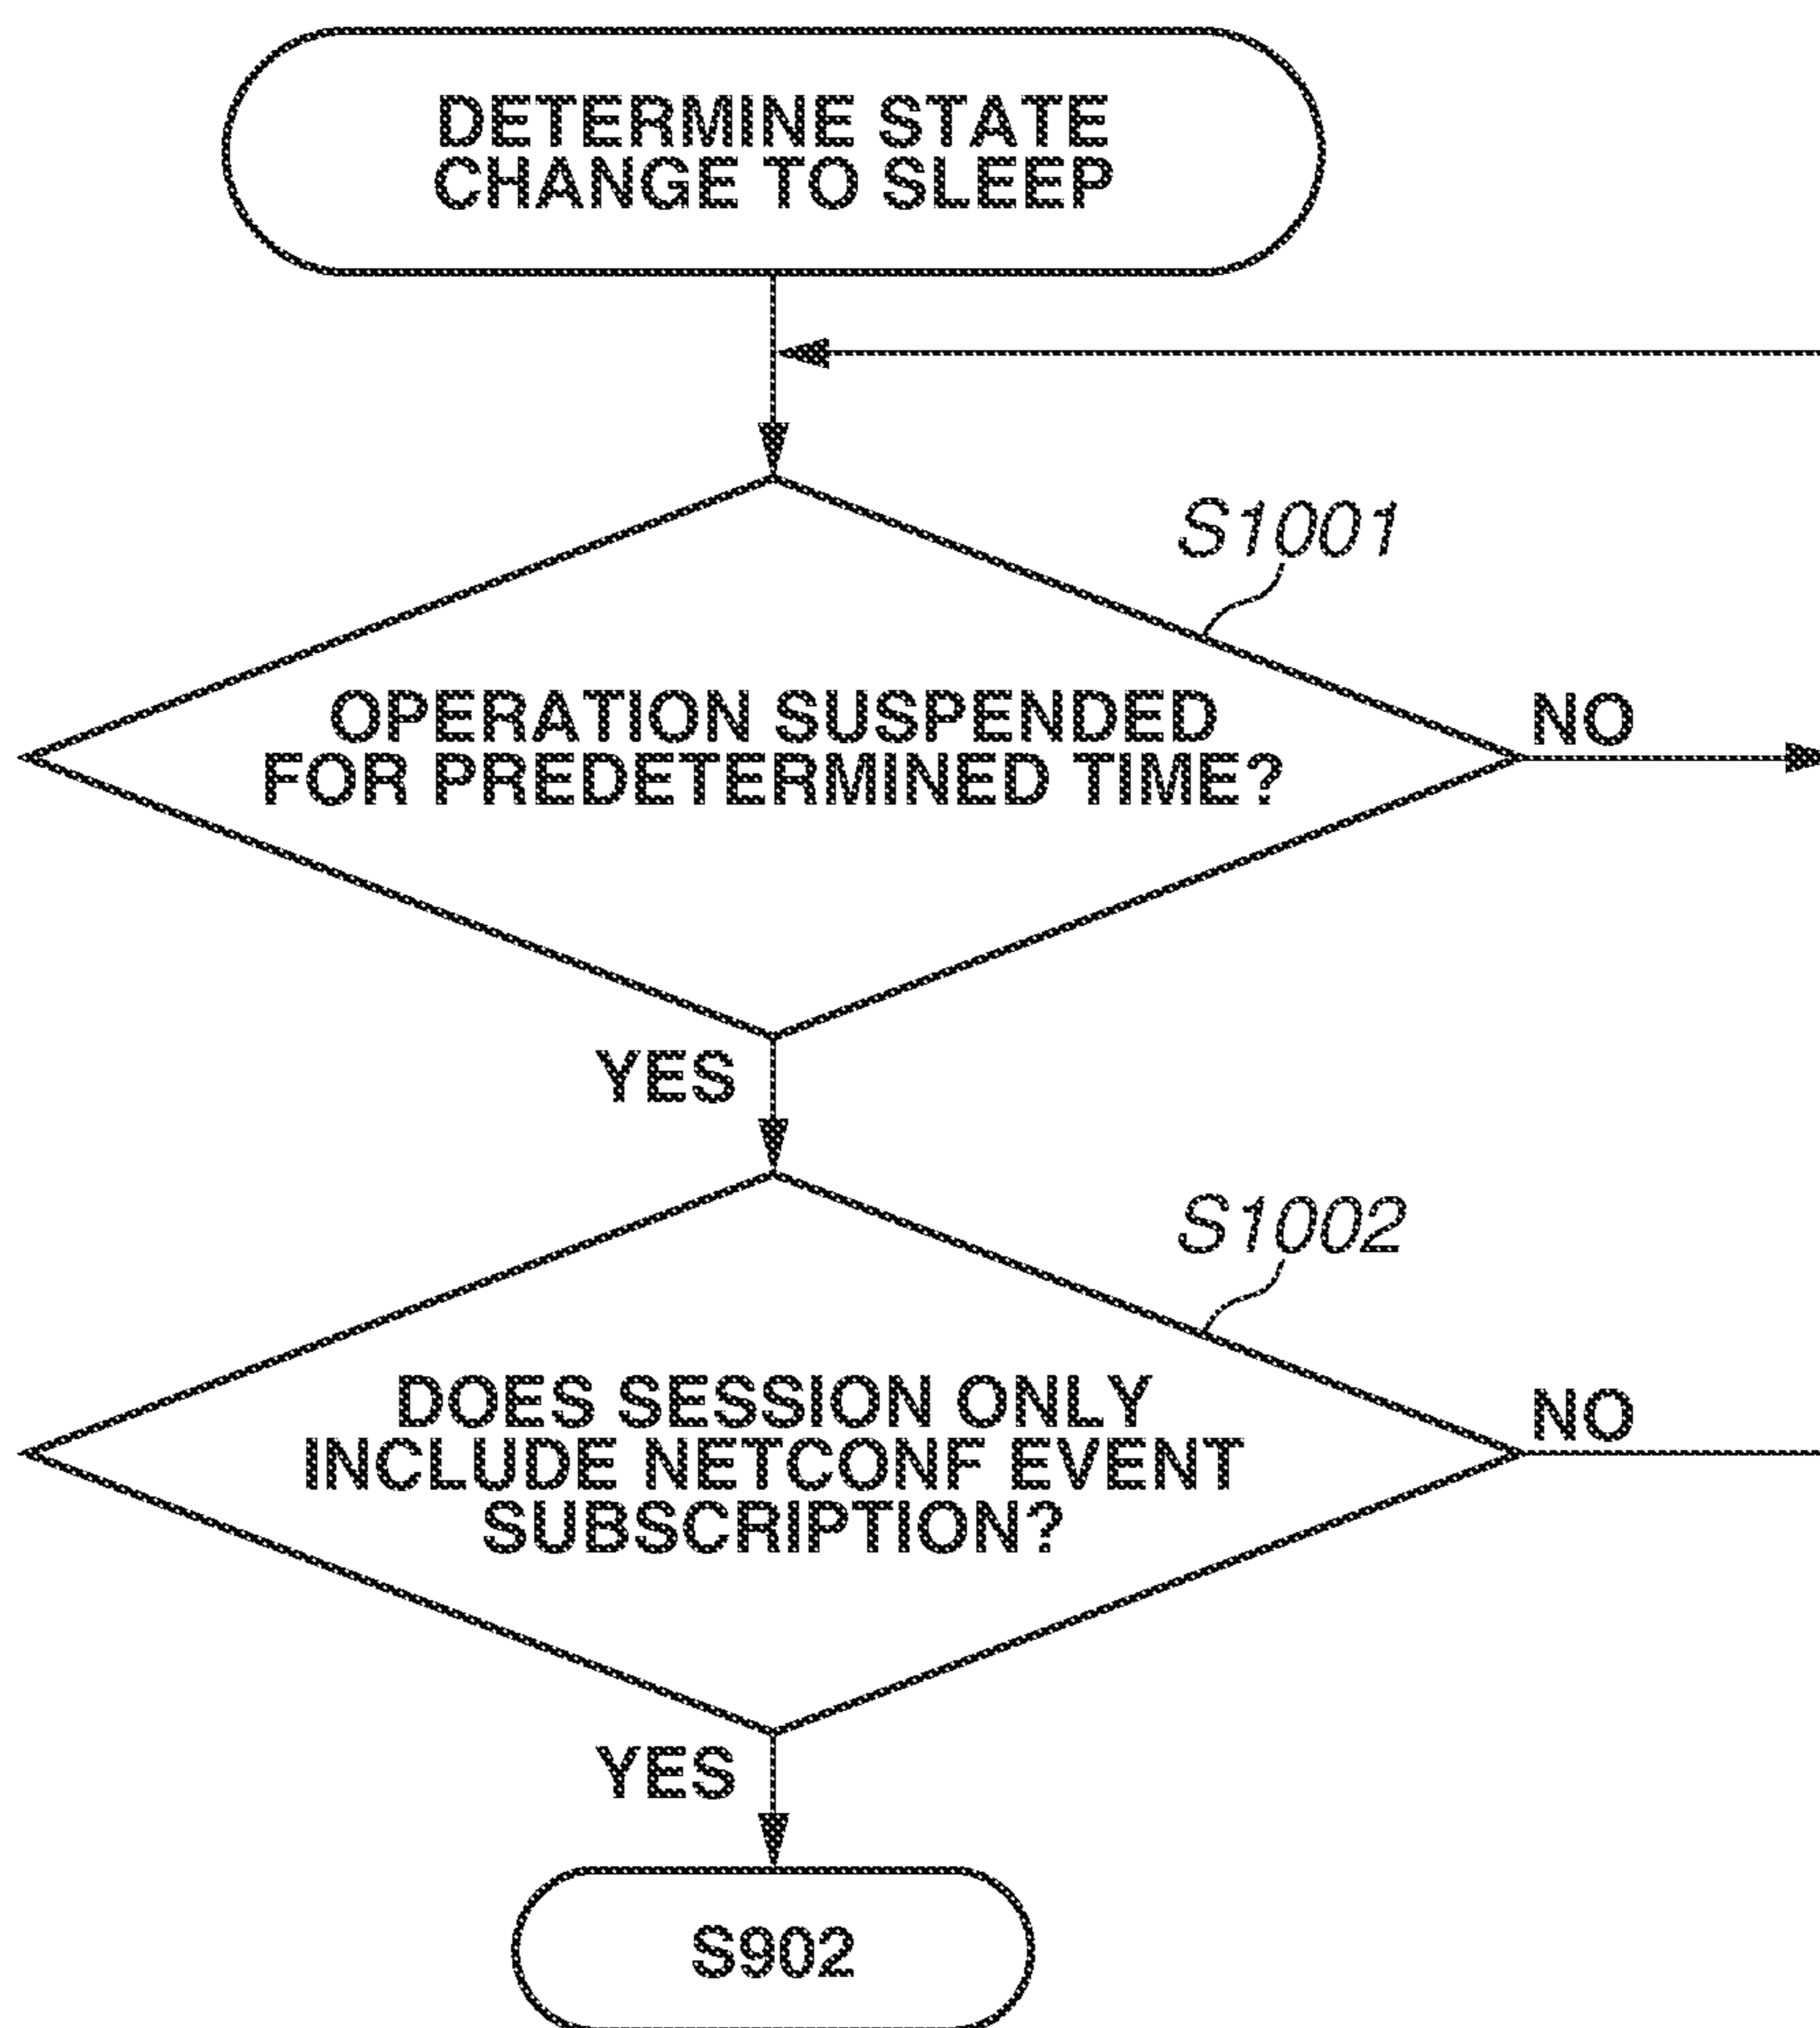 DETERMINE STATE
CHANGE TO SLEEP
S1001
OPERATION SUSPENDED
FOR PREDETERMINED TIME?
NO
YES
S1002
DOES SESSION ONLY
INCLUDE NETCONF EVENT
SUBSCRIPTION?
NO
YES
S902